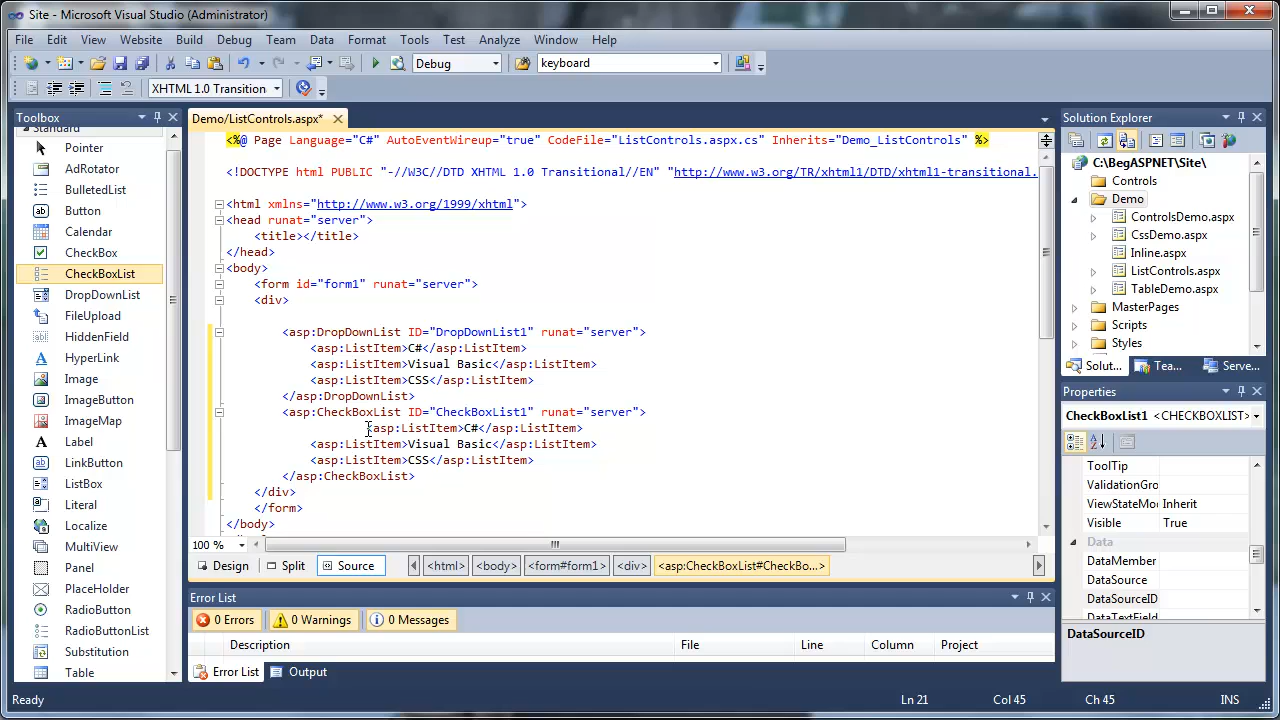 Site - Microsoft Visual Studio (Administrator)
File Edit View Website Build Debug Team Data Format Tools Test Analyze Window Help
Debug keyboard
XHTML 1.0 Transition
Toolbox
Standard
Pointer
AdRotator
BulletedList
Button
Calendar
CheckBox
CheckBoxList
DropDownList
FileUpload
HiddenField
HyperLink
Image
ImageButton
ImageMap
Label
LinkButton
ListBox
Literal
Localize
MultiView
Panel
PlaceHolder
RadioButton
RadioButtonList
Substitution
Table
Demo/ListControls.aspx*
<%@ Page Language="C#" AutoEventWireup="true" CodeFile="ListControls.aspx.cs" Inherits="Demo_ListControls" %>
<!DOCTYPE html PUBLIC "-//W3C//DTD XHTML 1.0 Transitional//EN" "http://www.w3.org/TR/xhtml1/DTD/xhtml1-transitional.
<html xmlns="http://www.w3.org/1999/xhtml">
<head runat="server">
<title></title>
</head>
<body>
<form id="form1" runat="server">
<div>
<asp:DropDownList ID="DropDownList1" runat="server">
<asp:ListItem>C#</asp:ListItem>
<asp:ListItem>Visual Basic</asp:ListItem>
<asp:ListItem>CSS</asp:ListItem>
</asp:DropDownList>
<asp:CheckBoxList ID="CheckBoxList1" runat="server">
<asp:ListItem>C#</asp:ListItem>
<asp:ListItem>Visual Basic</asp:ListItem>
<asp:ListItem>CSS</asp:ListItem>
</asp:CheckBoxList>
</div>
</form>
</body>
100 %
Design Split Source <html> <body> <form#form1> <div> <asp:CheckBoxList#CheckBo...>
Error List
0 Errors 0 Warnings 0 Messages
Description File Line Column Project
Error List Output
Solution Explorer
C:\BegASPNET\Site\
Controls
Demo
ControlsDemo.aspx
CssDemo.aspx
Inline.aspx
ListControls.aspx
TableDemo.aspx
MasterPages
Scripts
Styles
Solut... Tea... Serve...
Properties
CheckBoxList1 <CHECKBOXLIST>
ToolTip
ValidationGro
ViewStateMod Inherit
Visible True
Data
DataMember
DataSource
DataSourceID
DataTextField
DataSourceID
Ready Ln 21 Col 45 Ch 45 INS